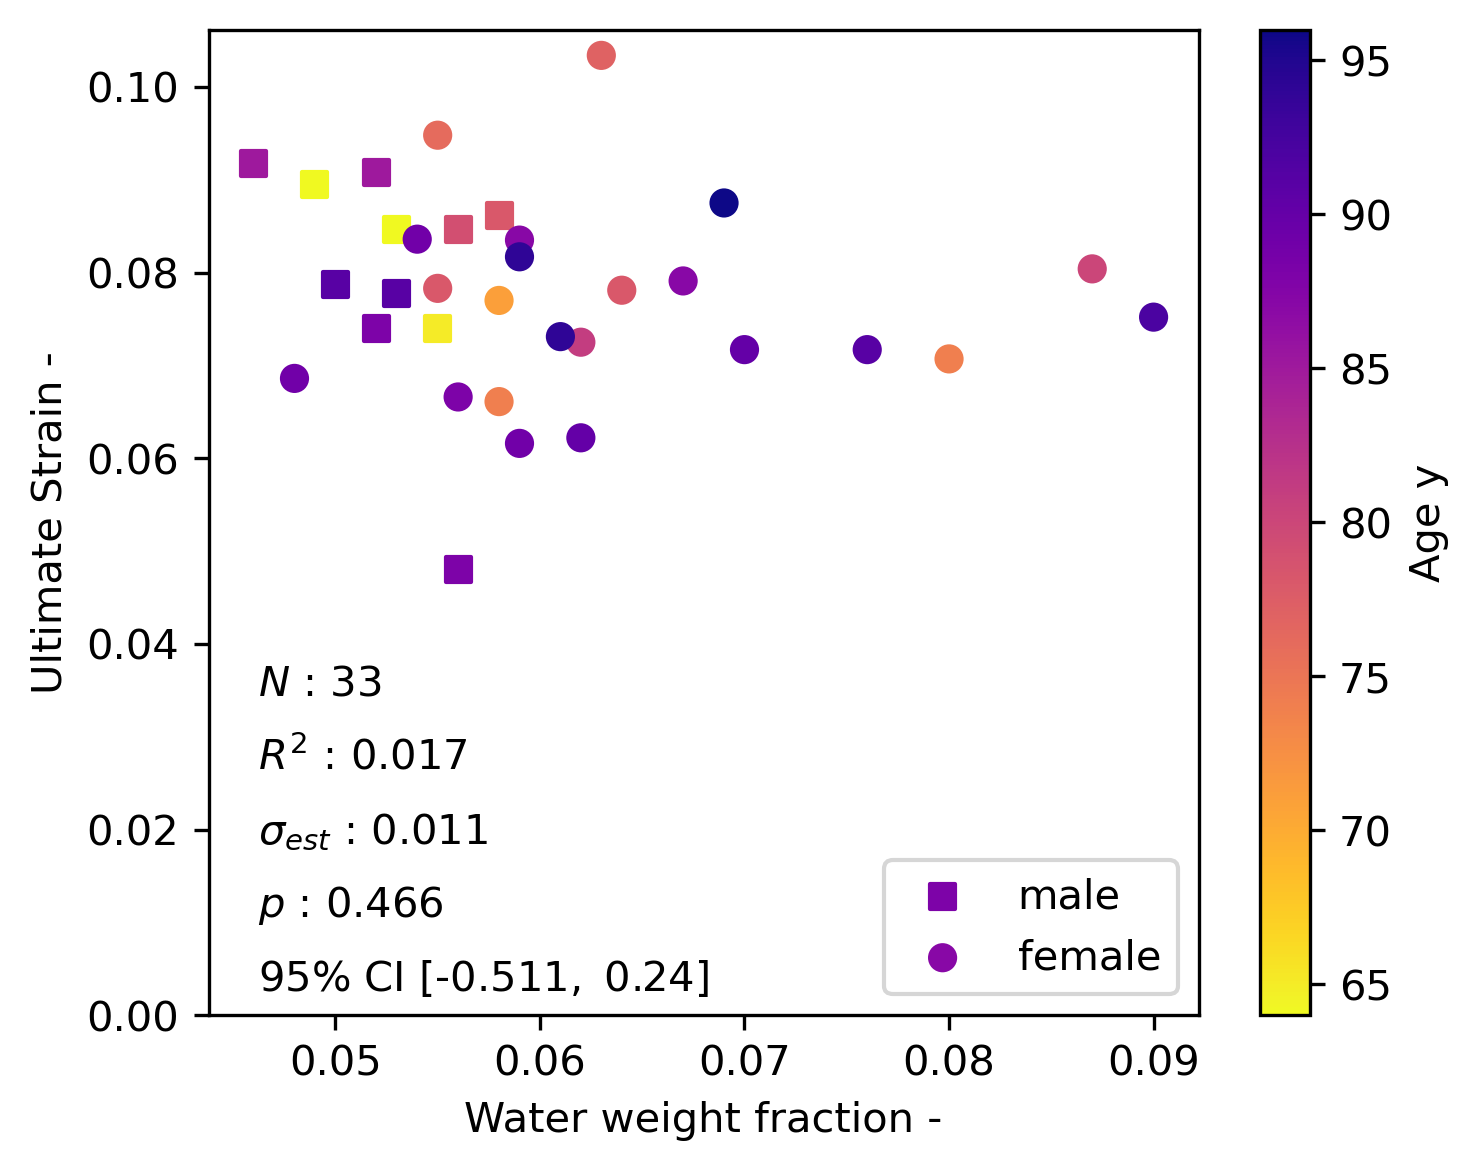 Ultimate Strain -
0.10
0.08
0.06
0.04
0.02
0.00
N : 33
R² : 0.017
σest : 0.011
p : 0.466
95% CI [-0.511, 0.24]
male
female
0.05 0.06 0.07 0.08 0.09
Water weight fraction -
95
90
85
80
75
70
65
Age y